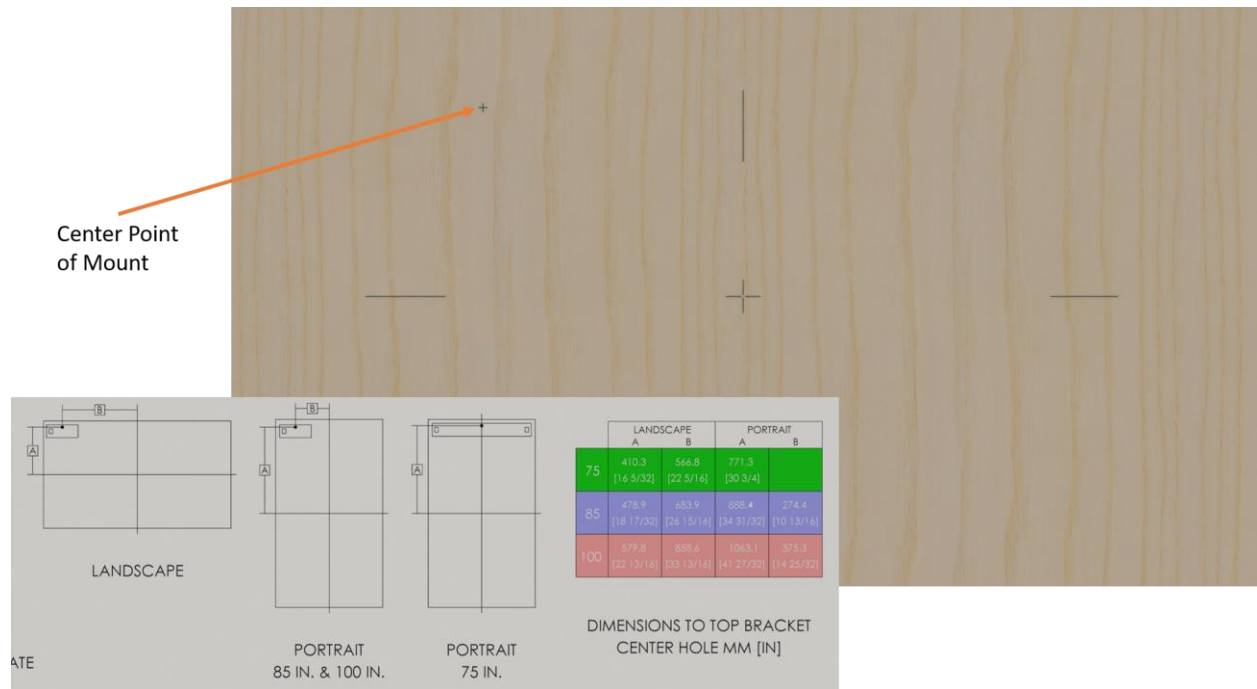 Center Point
of Mount
B
A
LANDSCAPE
B
A
PORTRAIT
85 IN. & 100 IN.
A
PORTRAIT
75 IN.
LANDSCAPE PORTRAIT
A B A B
75 410.3 566.8 771.3
[16 5/32] [22 5/16] [30 3/4]
85 478.9 683.9 888.4 274.4
[18 17/32] [26 15/16] [34 31/32] [10 13/16]
100 579.8 858.6 1063.1 375.3
[22 13/16] [33 13/16] [41 27/32] [14 25/32]
DIMENSIONS TO TOP BRACKET
CENTER HOLE MM [IN]
ATE